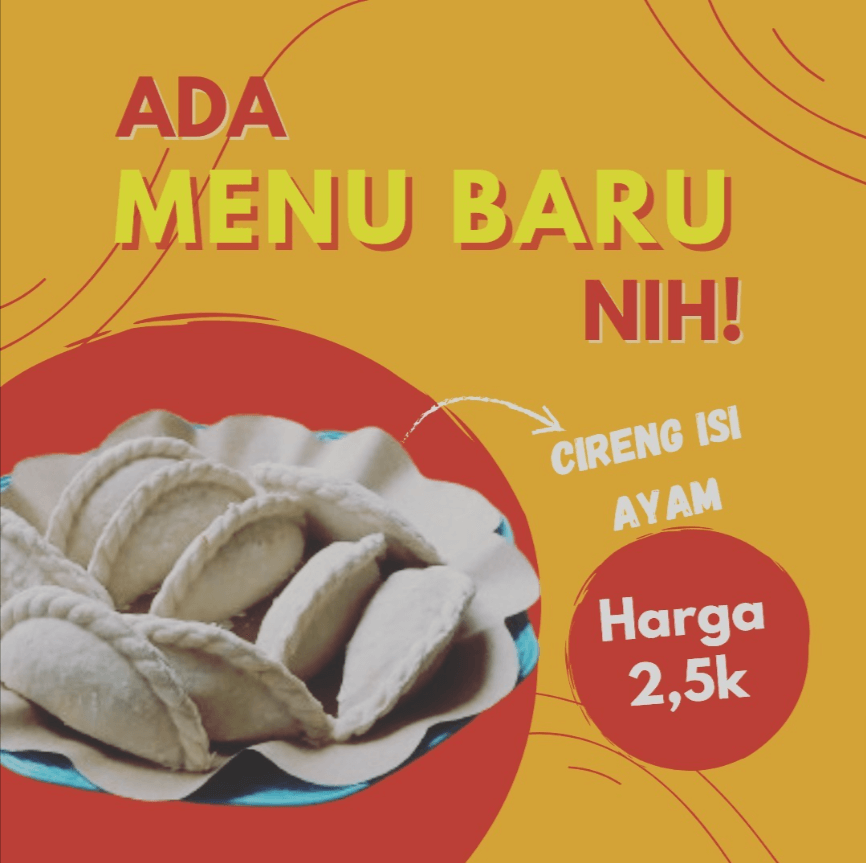 ADA
MENU BARU
NIH!
CIRENG ISI
AYAM
Harga
2,5k